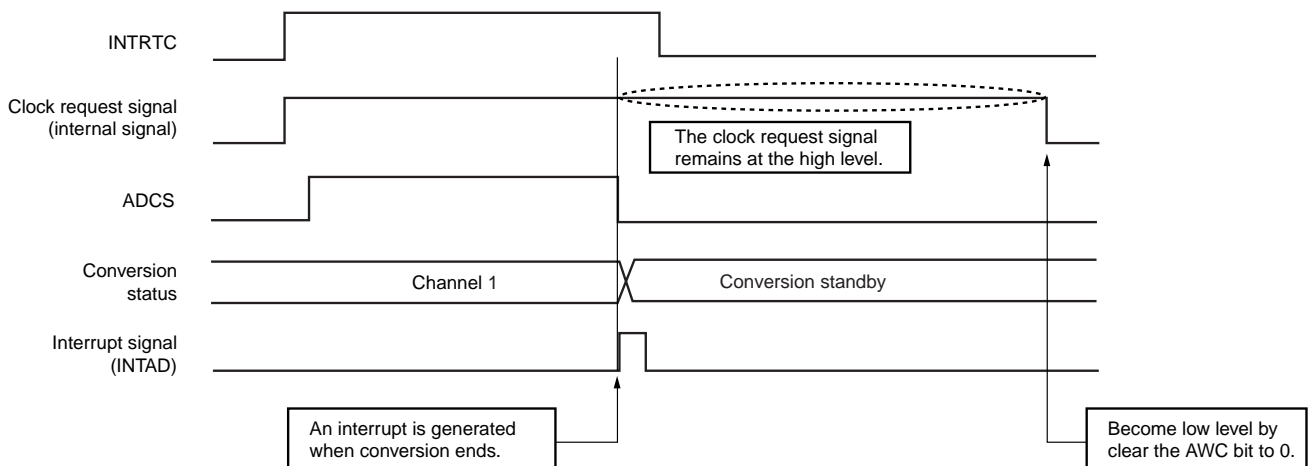 INTRTC
Clock request signal
(internal signal)
The clock request signal
remains at the high level.
ADCS
Conversion
status
Channel 1
Conversion standby
Interrupt signal
(INTAD)
An interrupt is generated
when conversion ends.
Become low level by
clear the AWC bit to 0.